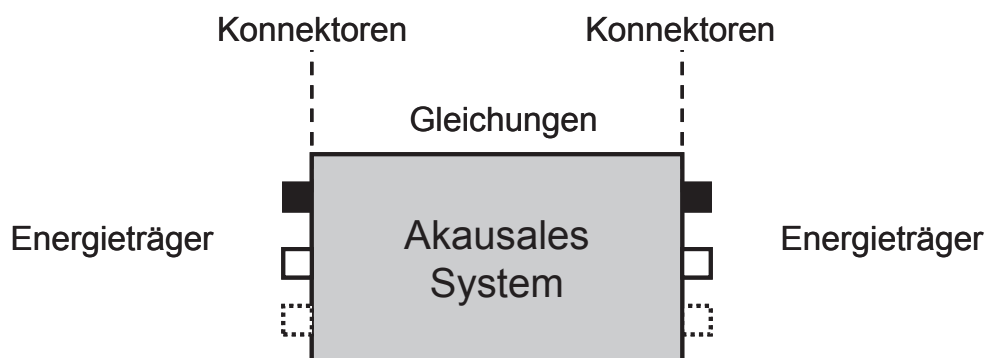 Konnektoren Konnektoren
Gleichungen
Energieträger Akausales System Energieträger